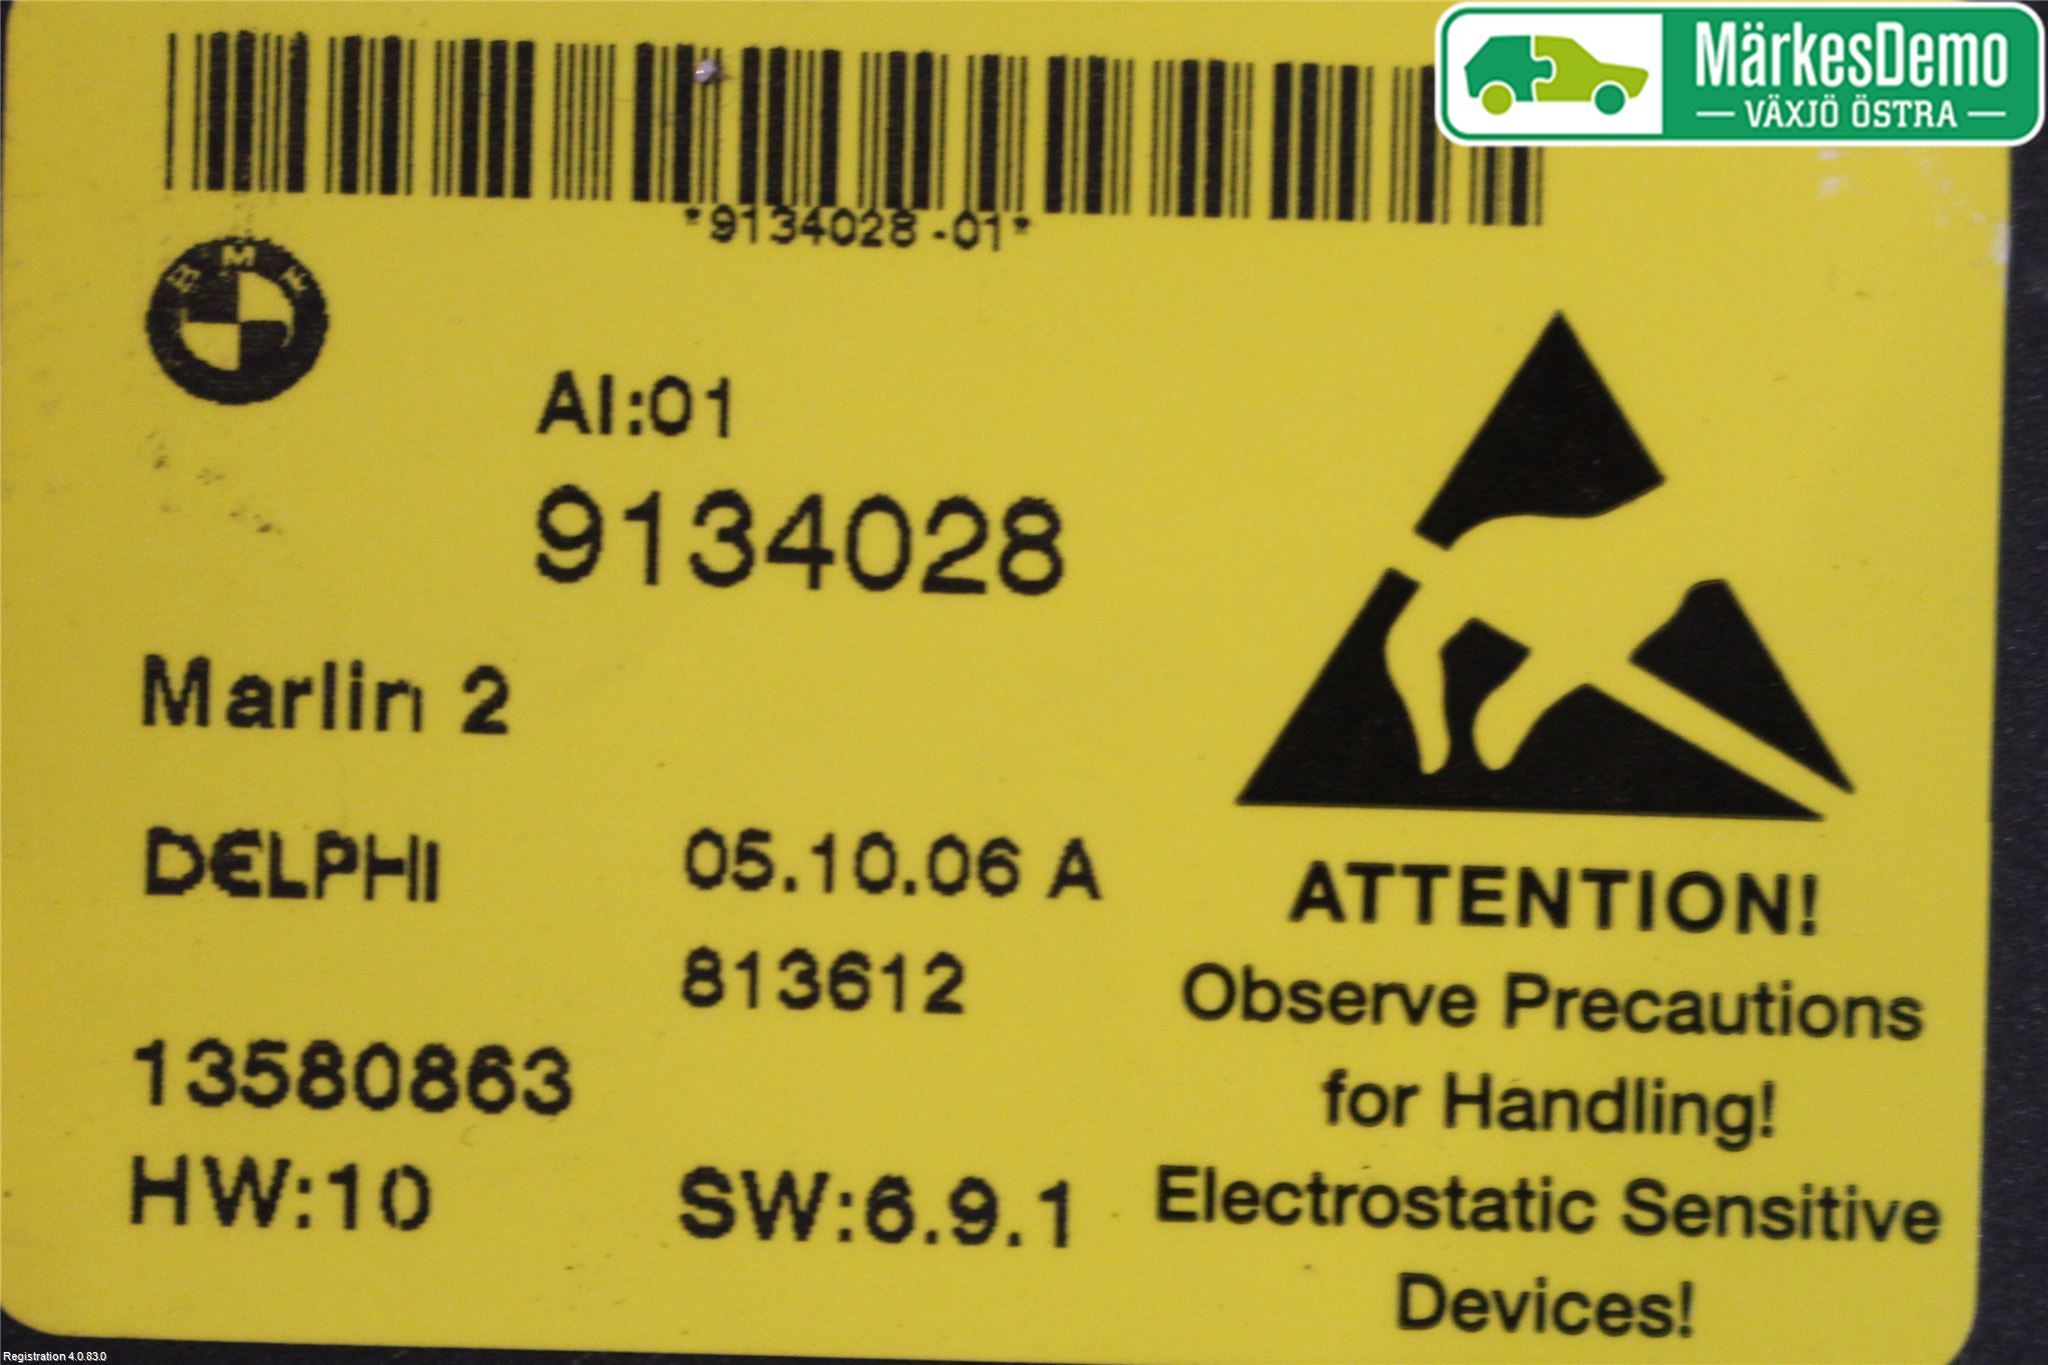 MärkesDemo
VÄXJÖ ÖSTRA
*9134028-01*
BMW
AI:01
9134028
Marlin 2
DELPHI 05.10.06 A
813612
13580863
HW:10 SW:6.9.1
ATTENTION!
Observe Precautions
for Handling!
Electrostatic Sensitive
Devices!
Registration 4.0.83.0